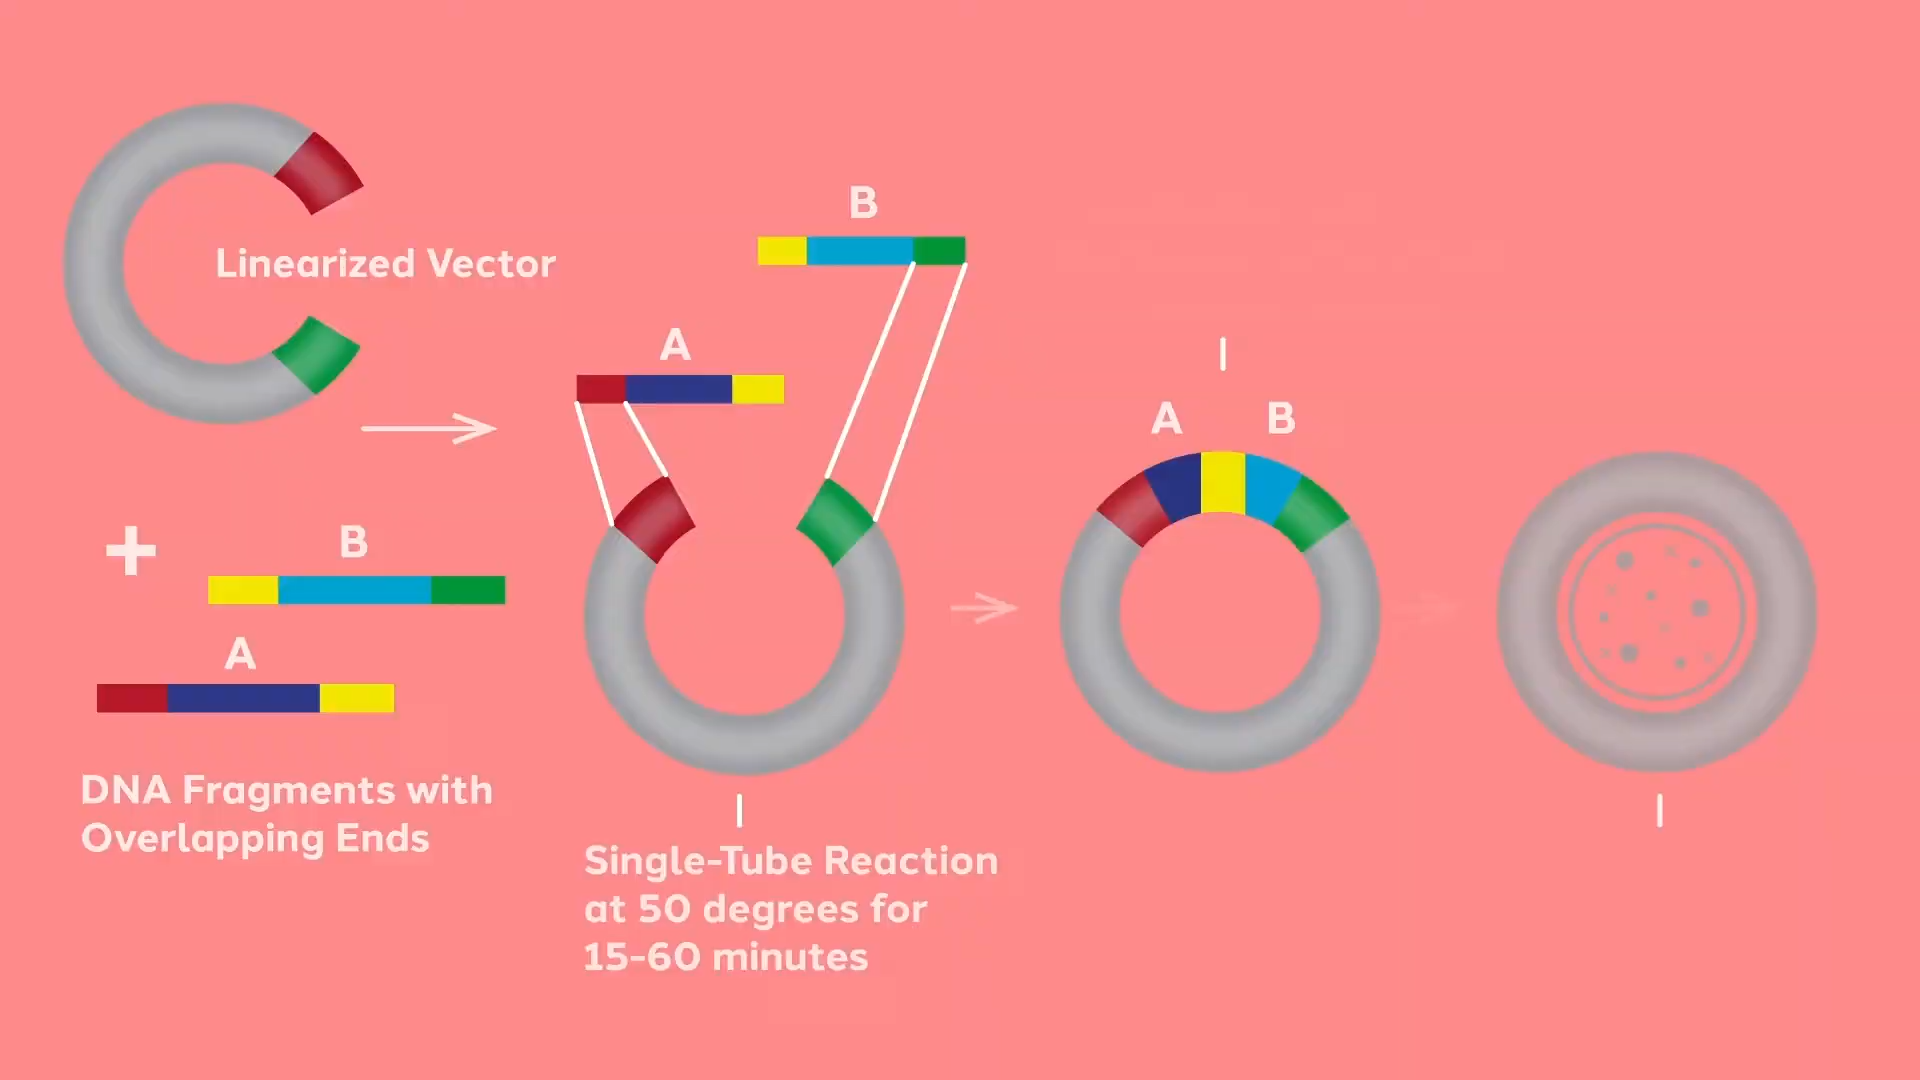 Linearized Vector
+
B
A
DNA Fragments with
Overlapping Ends
B
A
Single-Tube Reaction
at 50 degrees for
15-60 minutes
A B